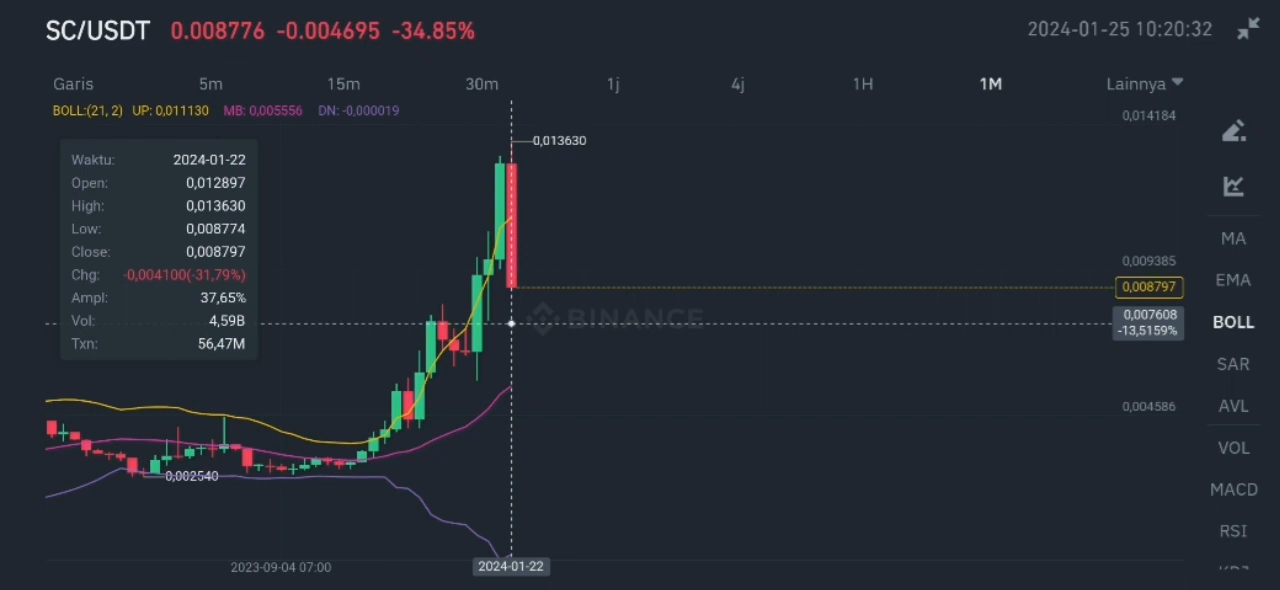 SC/USDT 0.008776 -0.004695 -34.85% 2024-01-25 10:20:32
Garis 5m 15m 30m 1j 4j 1H 1M Lainnya
BOLL:(21, 2) UP: 0,011130 MB: 0,005556 DN: -0,000019
0,014184
0,013630
Waktu: 2024-01-22
Open: 0,012897
High: 0,013630
Low: 0,008774
Close: 0,008797
Chg: -0,004100(-31,79%)
Ampl: 37,65%
Vol: 4,59B
Txn: 56,47M
0,009385
0,008797
BINANCE
0,007608
-13,5159%
0,004586
0,002540
2023-09-04 07:00
2024-01-22
MA
EMA
BOLL
SAR
AVL
VOL
MACD
RSI